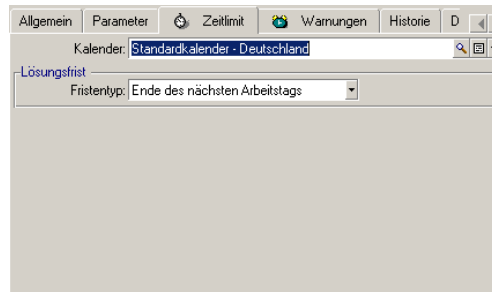 Allgemein Parameter Zeitlimit Warnungen Historie D
Kalender: Standardkalender - Deutschland
Lösungsfrist
Fristentyp: Ende des nächsten Arbeitstags